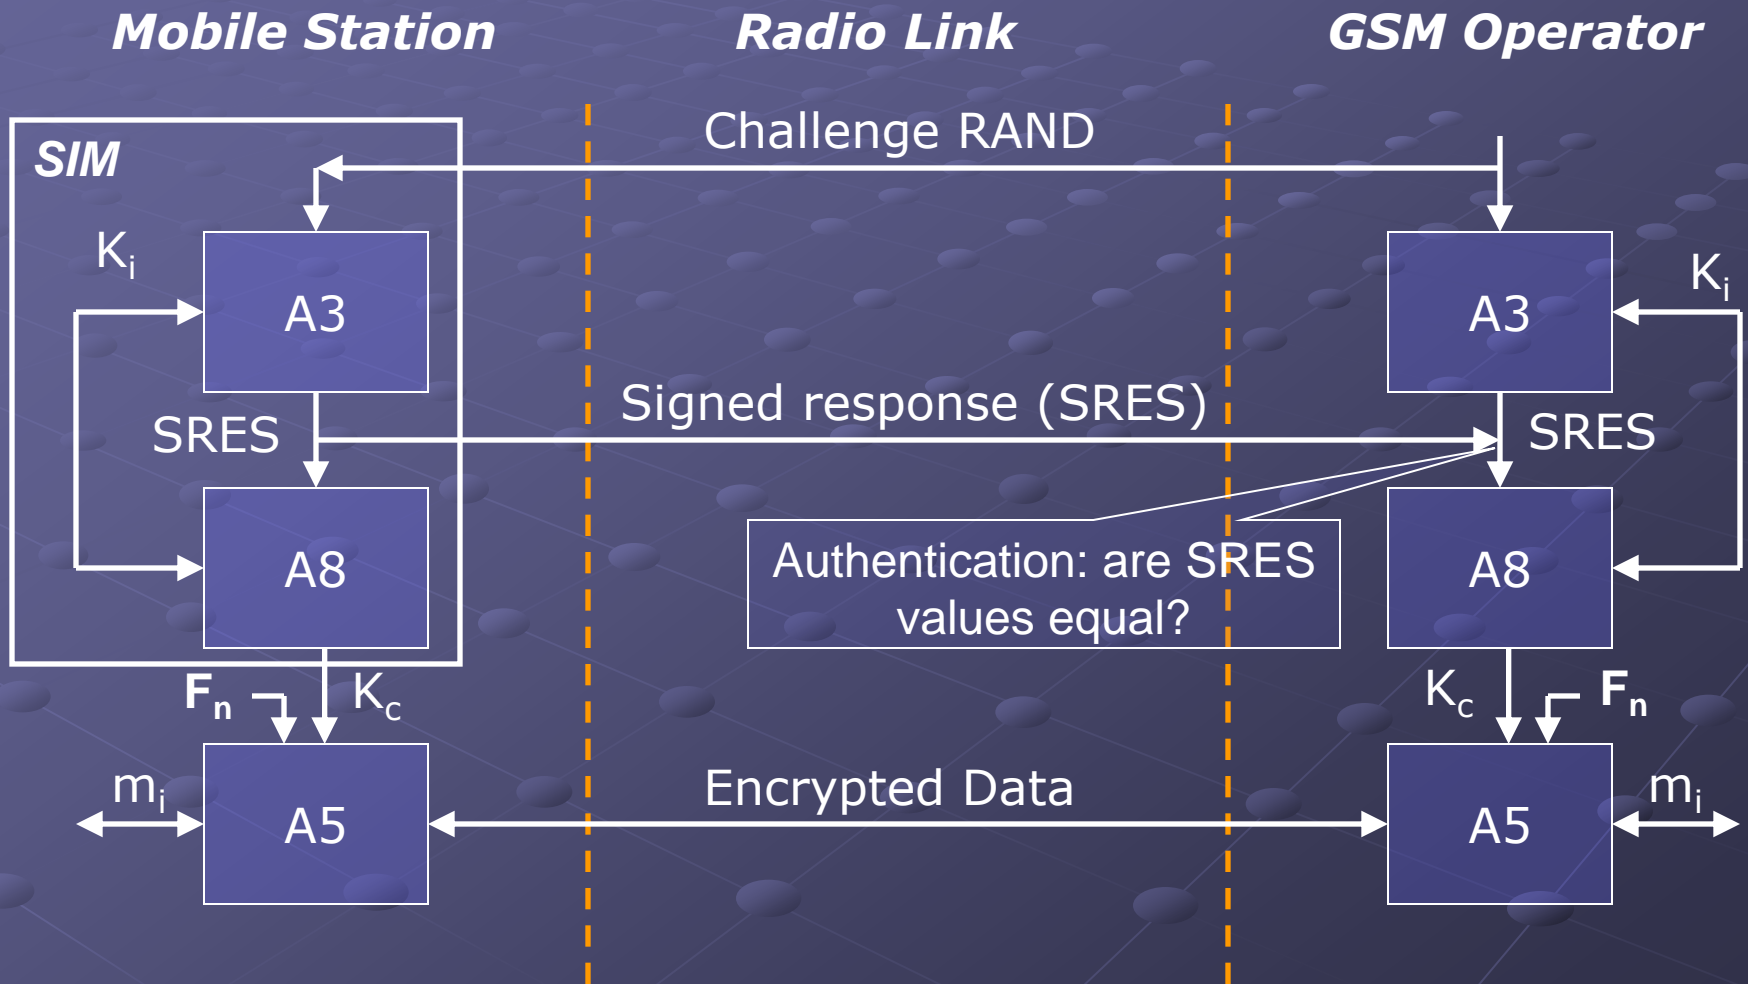 Mobile Station
Radio Link
GSM Operator
Challenge RAND
SIM
Ki
Ki
A3
A3
Signed response (SRES)
SRES
SRES
Authentication: are SRES
values equal?
A8
A8
Fn
Kc
Kc
Fn
mi
Encrypted Data
mi
A5
A5